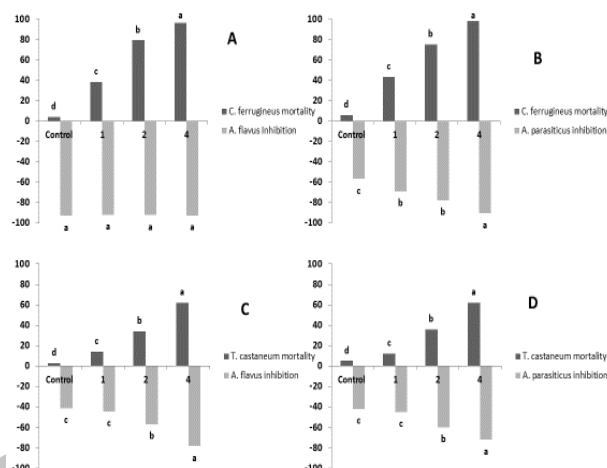 100
80
60
40
20
0
-20
-40
-60
-80
-100
d c b a
Control 1 2 4
a a a a
A
C. ferrugineus mortality
A. flavus inhibition
100
80
60
40
20
0
-20
-40
-60
-80
-100
d c b a
Control 1 2 4
c b b a
B
C. ferrugineus mortality
A. parasiticus inhibition
100
80
60
40
20
0
-20
-40
-60
-80
-100
d c b a
Control 1 2 4
c c b a
C
T. castaneum mortality
A. flavus inhibition
100
80
60
40
20
0
-20
-40
-60
-80
-100
d c b a
Control 1 2 4
c c b a
D
T. castaneum mortality
A. parasiticus inhibition